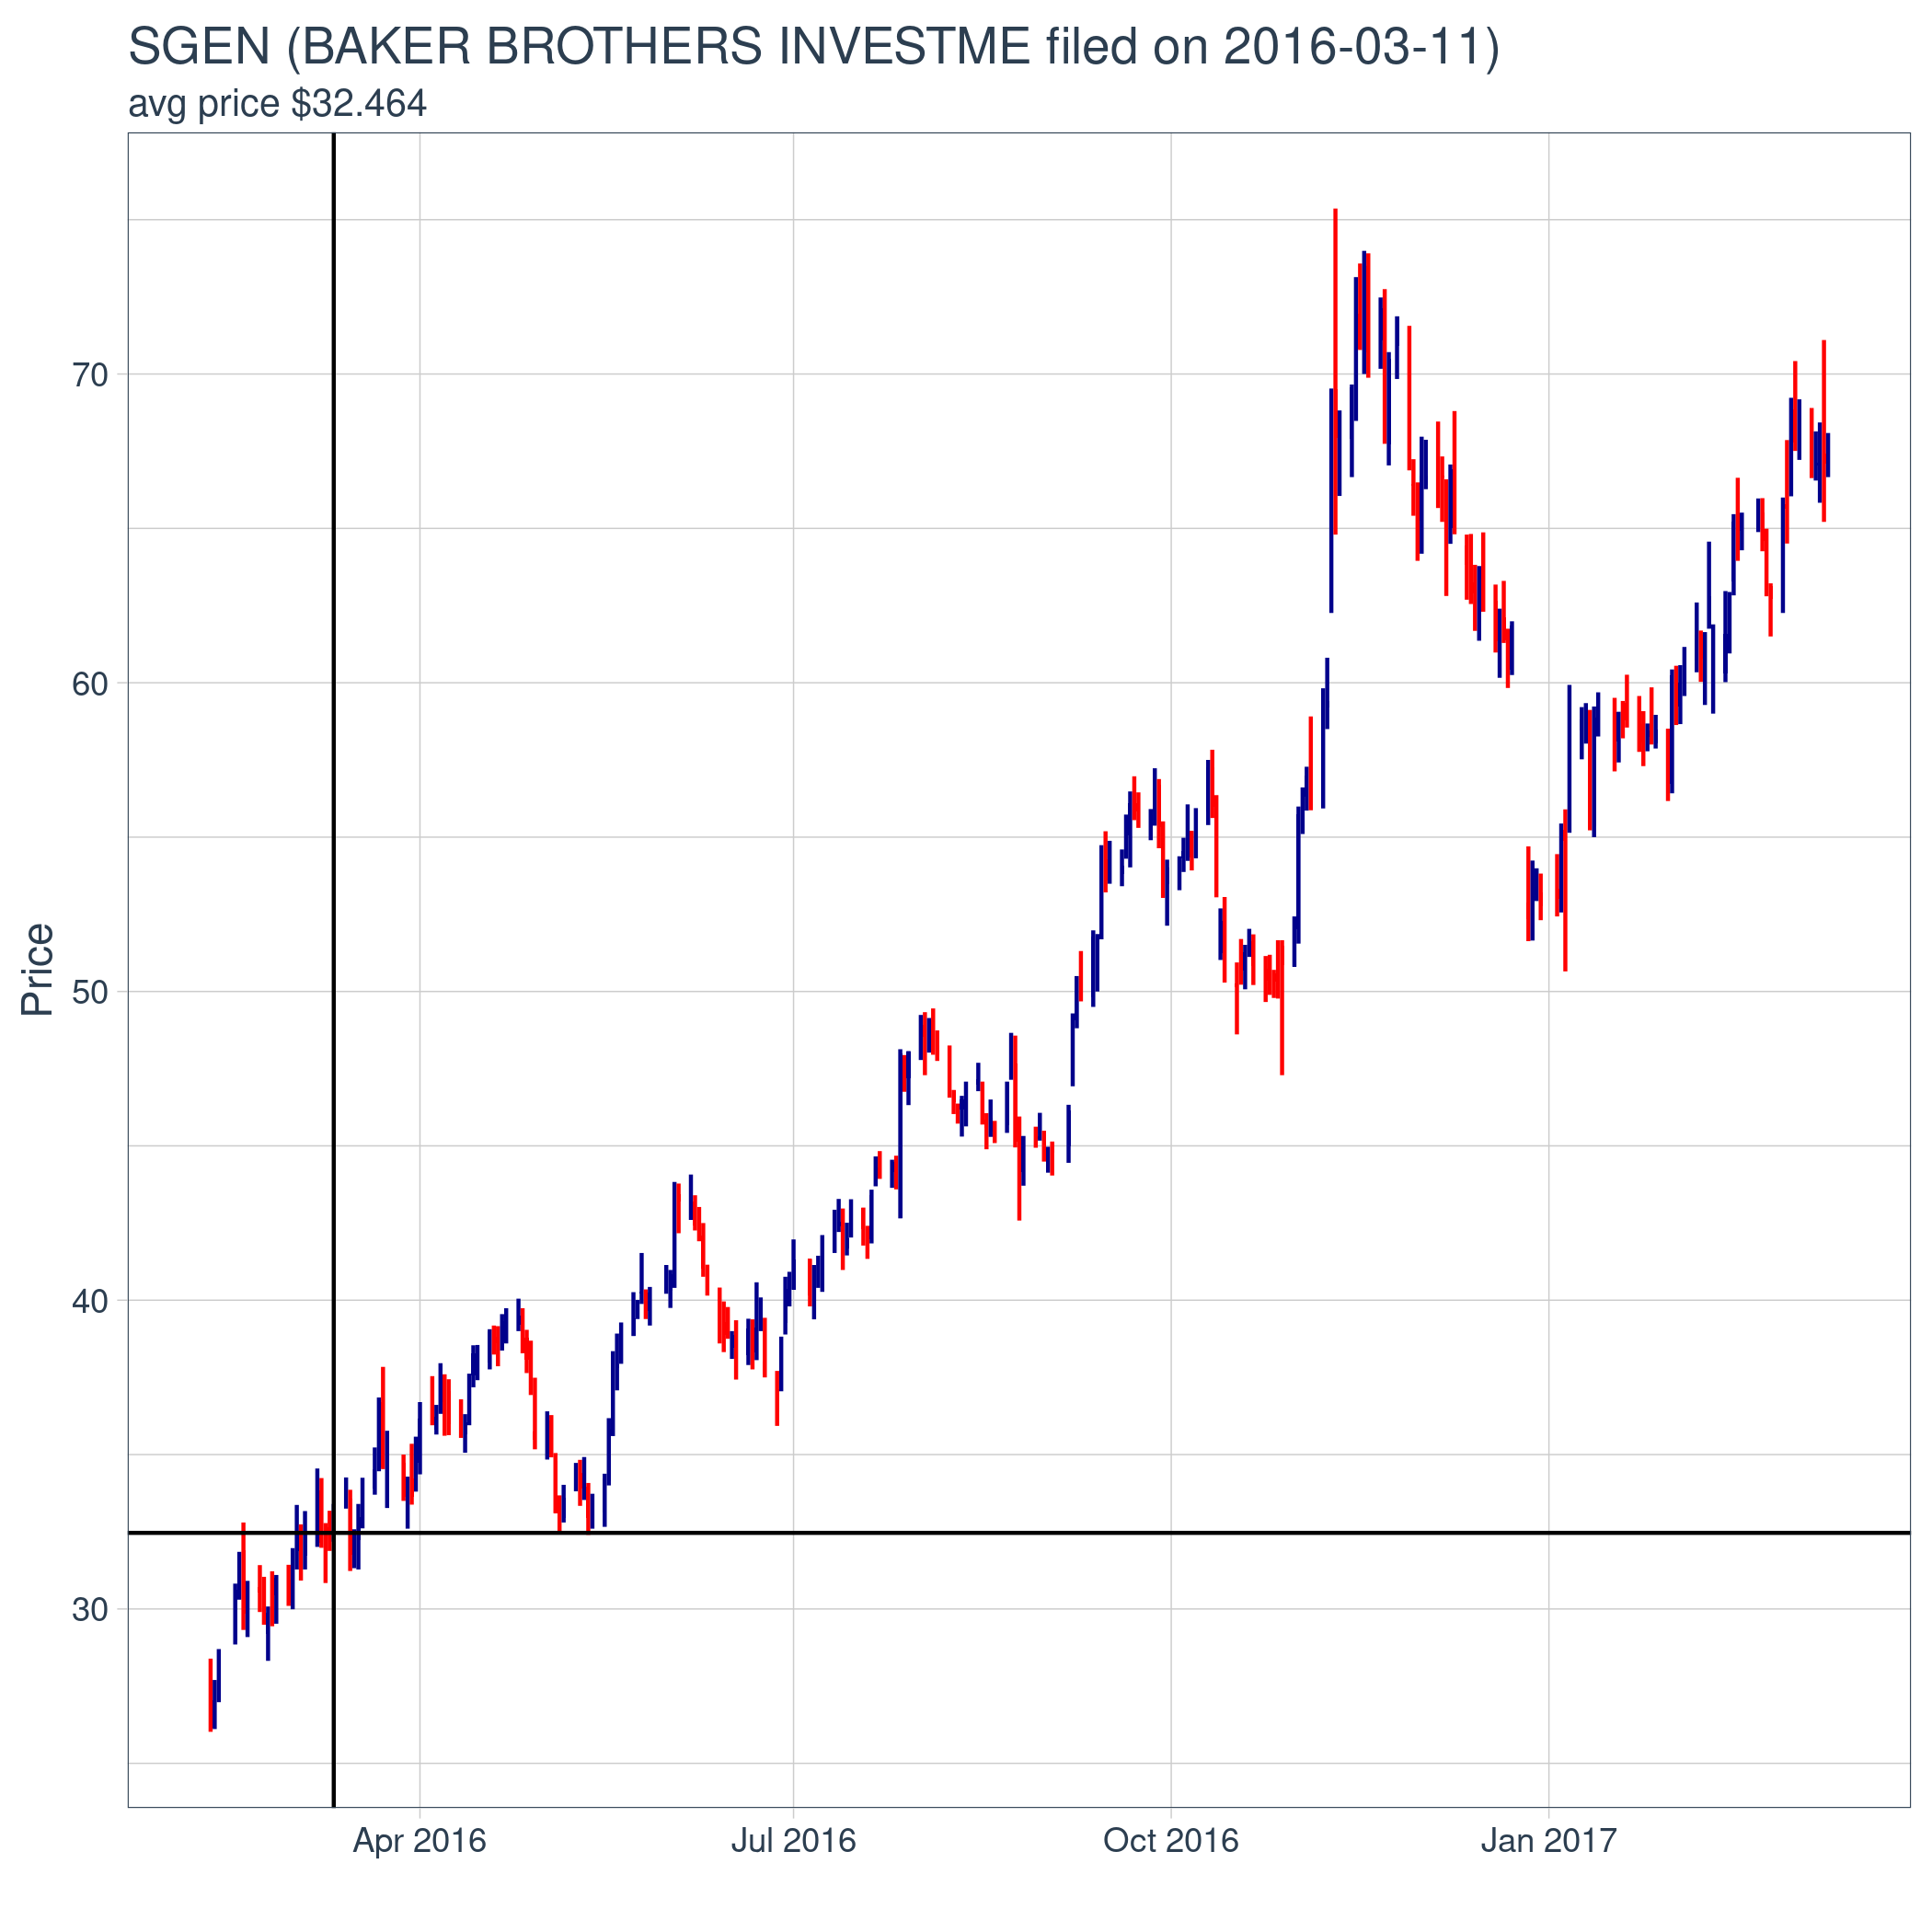 SGEN (BAKER BROTHERS INVESTME filed on 2016-03-11)
avg price $32.464
Price
70
60
50
40
30
Apr 2016
Jul 2016
Oct 2016
Jan 2017